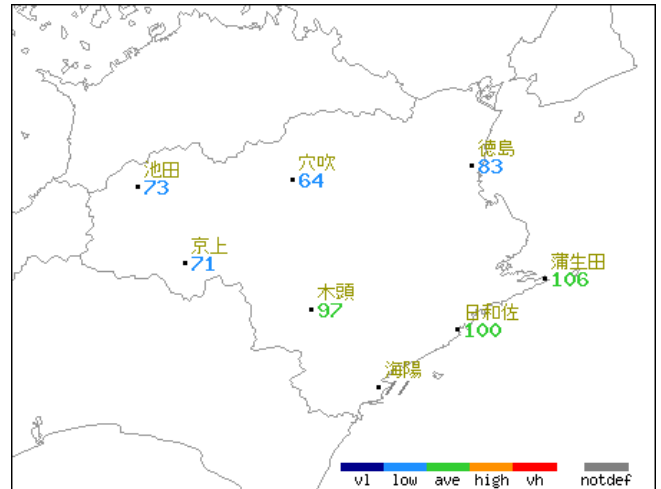 徳島
83
穴吹
64
池田
73
京上
71
蒲生田
106
木頭
97
日和佐
100
海陽
vl low ave high vh notdef